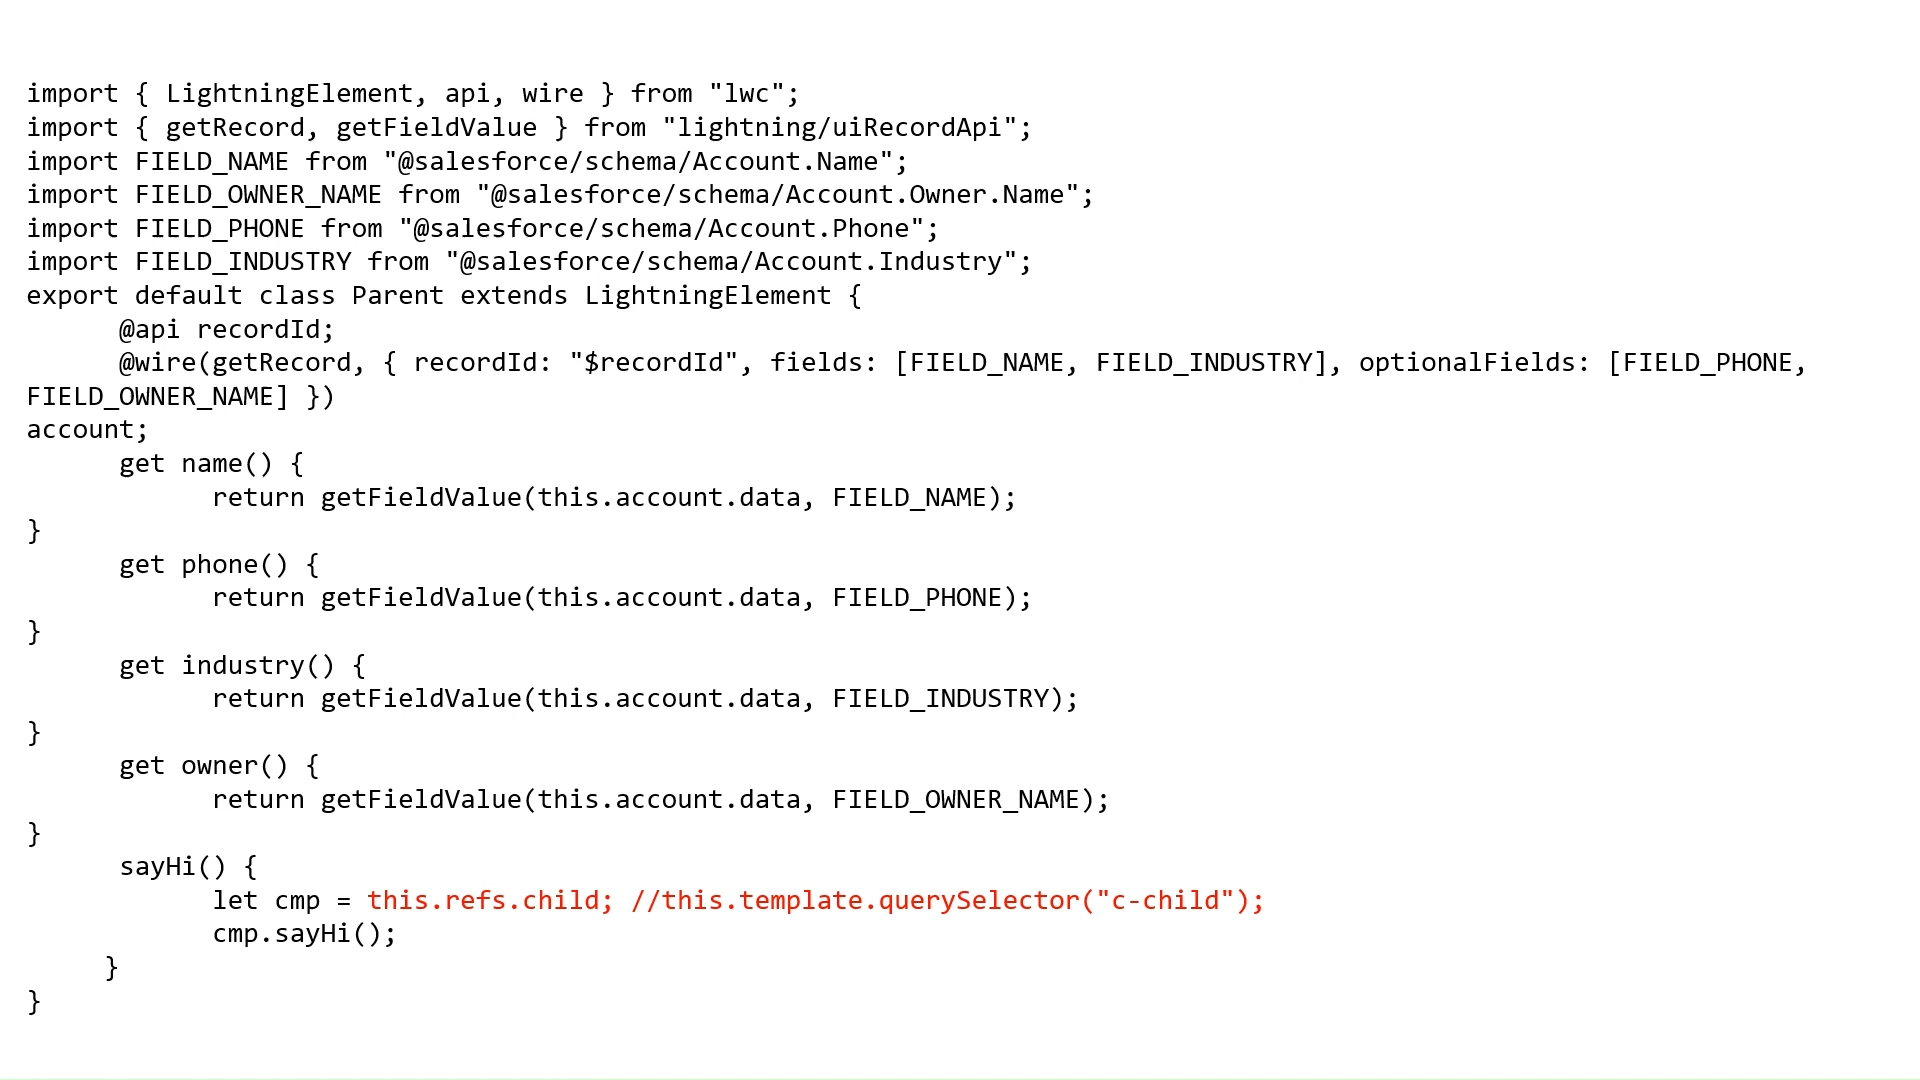 import { LightningElement, api, wire } from "lwc";
import { getRecord, getFieldValue } from "lightning/uiRecordApi";
import FIELD_NAME from "@salesforce/schema/Account.Name";
import FIELD_OWNER_NAME from "@salesforce/schema/Account.Owner.Name";
import FIELD_PHONE from "@salesforce/schema/Account.Phone";
import FIELD_INDUSTRY from "@salesforce/schema/Account.Industry";
export default class Parent extends LightningElement {
      @api recordId;
      @wire(getRecord, { recordId: "$recordId", fields: [FIELD_NAME, FIELD_INDUSTRY], optionalFields: [FIELD_PHONE,
FIELD_OWNER_NAME] })
account;
      get name() {
            return getFieldValue(this.account.data, FIELD_NAME);
}
      get phone() {
            return getFieldValue(this.account.data, FIELD_PHONE);
}
      get industry() {
            return getFieldValue(this.account.data, FIELD_INDUSTRY);
}
      get owner() {
            return getFieldValue(this.account.data, FIELD_OWNER_NAME);
}
      sayHi() {
            let cmp = this.refs.child; //this.template.querySelector("c-child");
            cmp.sayHi();
     }
}